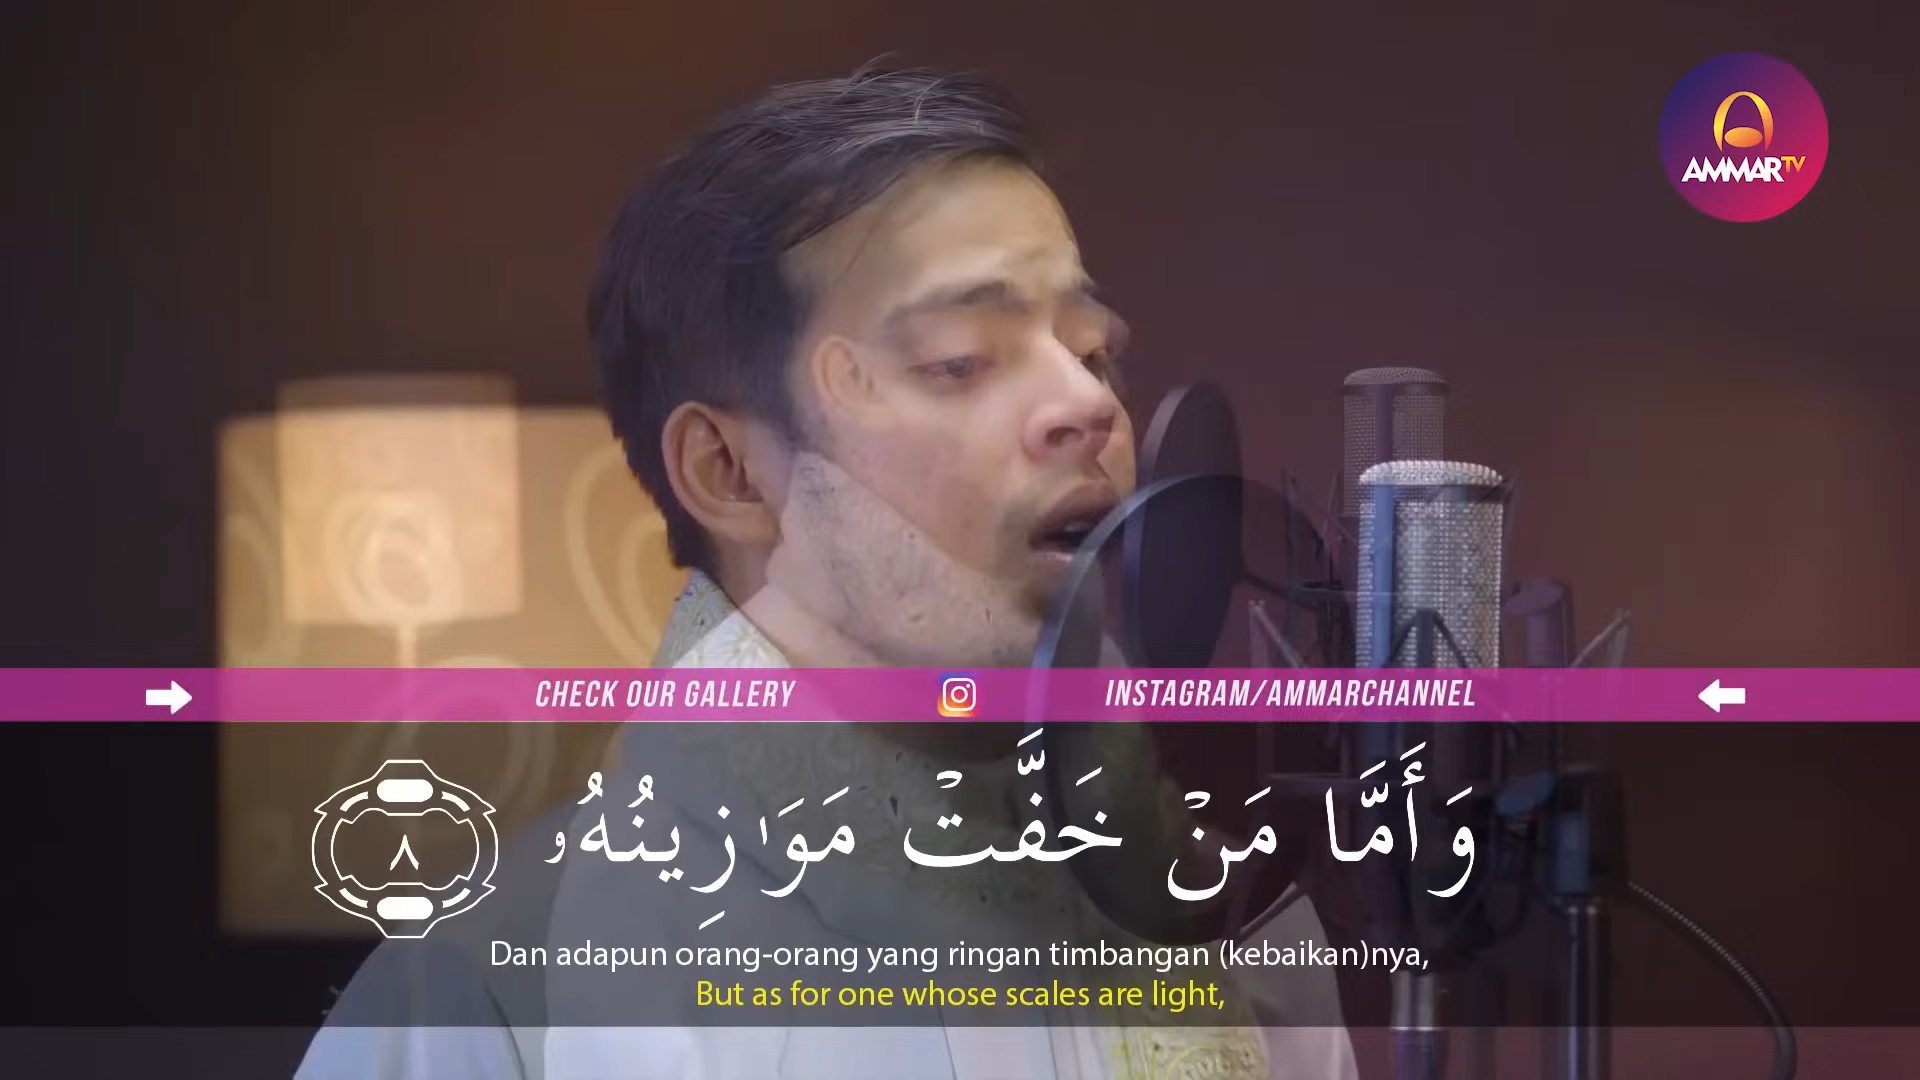 AMMARTV
CHECK OUR GALLERY
INSTAGRAM/AMMARCHANNEL
وَأَمَّا مَنْ خَفَّتْ مَوَٰزِينُهُۥ ٨
Dan adapun orang-orang yang ringan timbangan (kebaikan)nya,
But as for one whose scales are light,